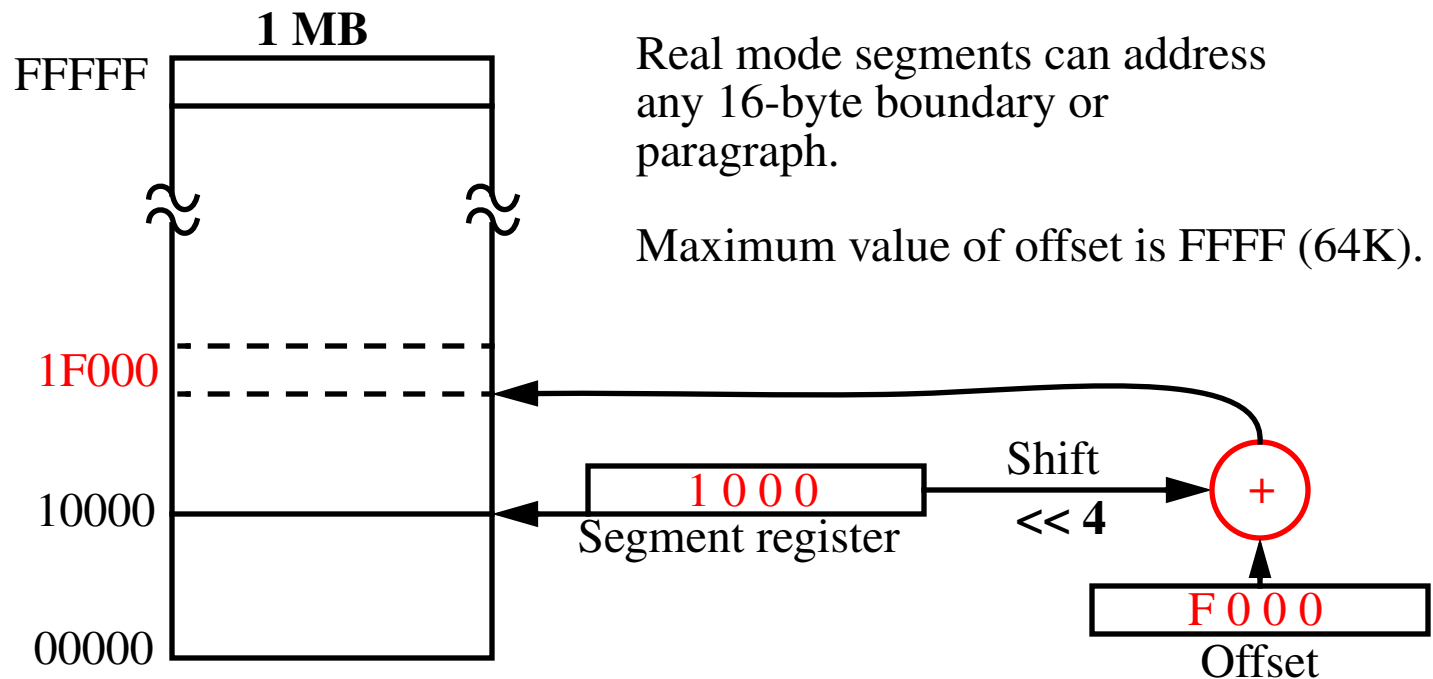 1 MB
FFFFF
Real mode segments can address
any 16-byte boundary or
paragraph.
Maximum value of offset is FFFF (64K).
1F000
10000
1 0 0 0
Segment register
Shift
<< 4
+
F 0 0 0
Offset
00000